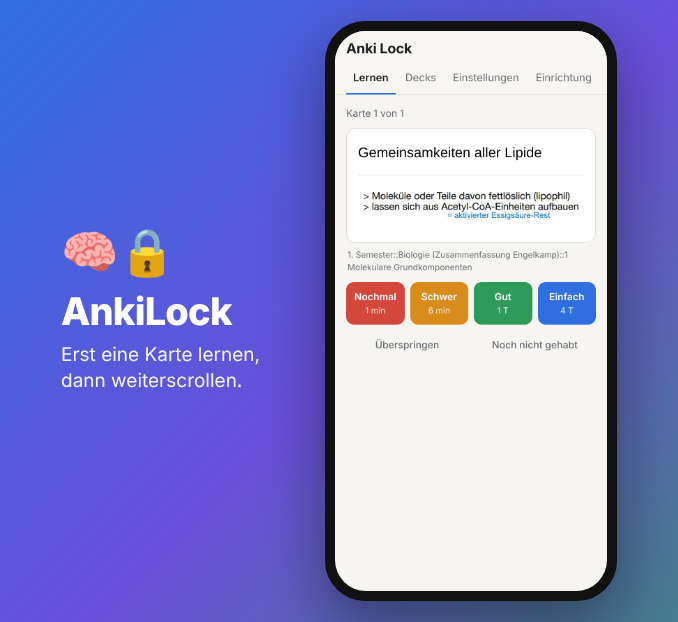 AnkiLock
Erst eine Karte lernen,
dann weiterscrollen.
Anki Lock
Lernen Decks Einstellungen Einrichtung
Karte 1 von 1
Gemeinsamkeiten aller Lipide
> Moleküle oder Teile davon fettlöslich (lipophil)
> lassen sich aus Acetyl-CoA-Einheiten aufbauen
= aktivierter Essigsäure-Rest
1. Semester::Biologie (Zusammenfassung Engelkamp)::1
Molekulare Grundkomponenten
Nochmal Schwer Gut Einfach
1 min 6 min 1 T 4 T
Überspringen Noch nicht gehabt